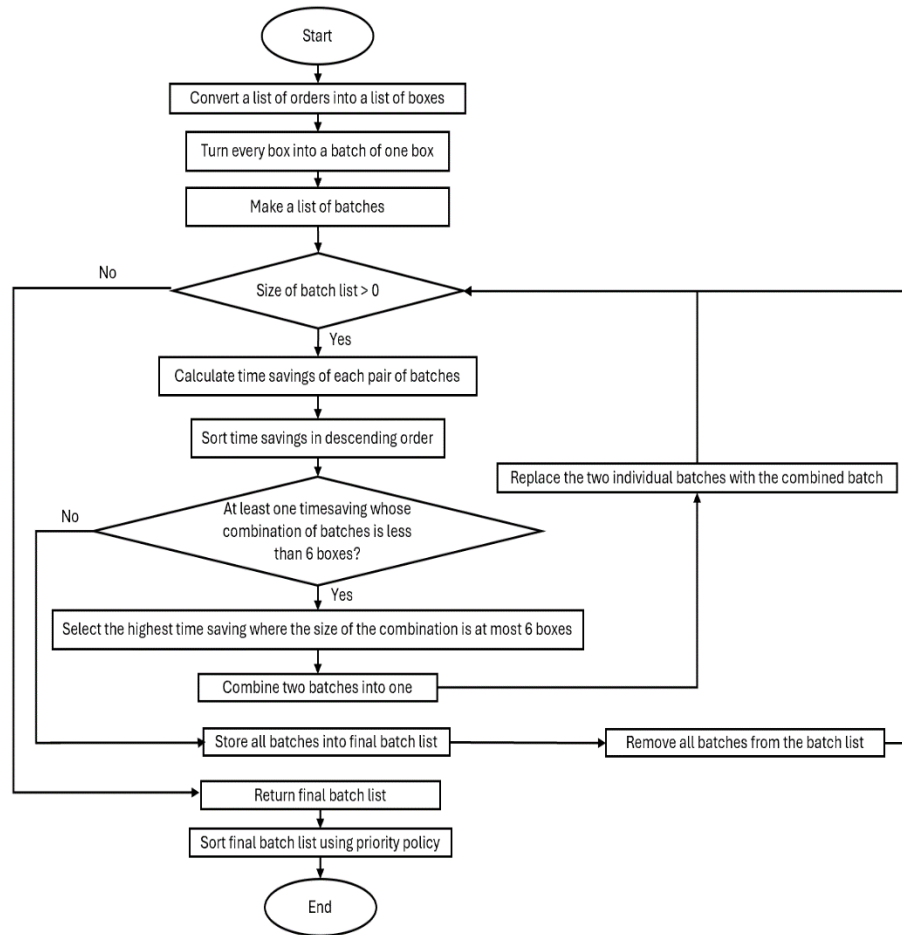 Start
Convert a list of orders into a list of boxes
Turn every box into a batch of one box
Make a list of batches
No
Size of batch list > 0
Yes
Calculate time savings of each pair of batches
Sort time savings in descending order
Replace the two individual batches with the combined batch
No
At least one timesaving whose
combination of batches is less
than 6 boxes?
Yes
Select the highest time saving where the size of the combination is at most 6 boxes
Combine two batches into one
Store all batches into final batch list
Remove all batches from the batch list
Return final batch list
Sort final batch list using priority policy
End